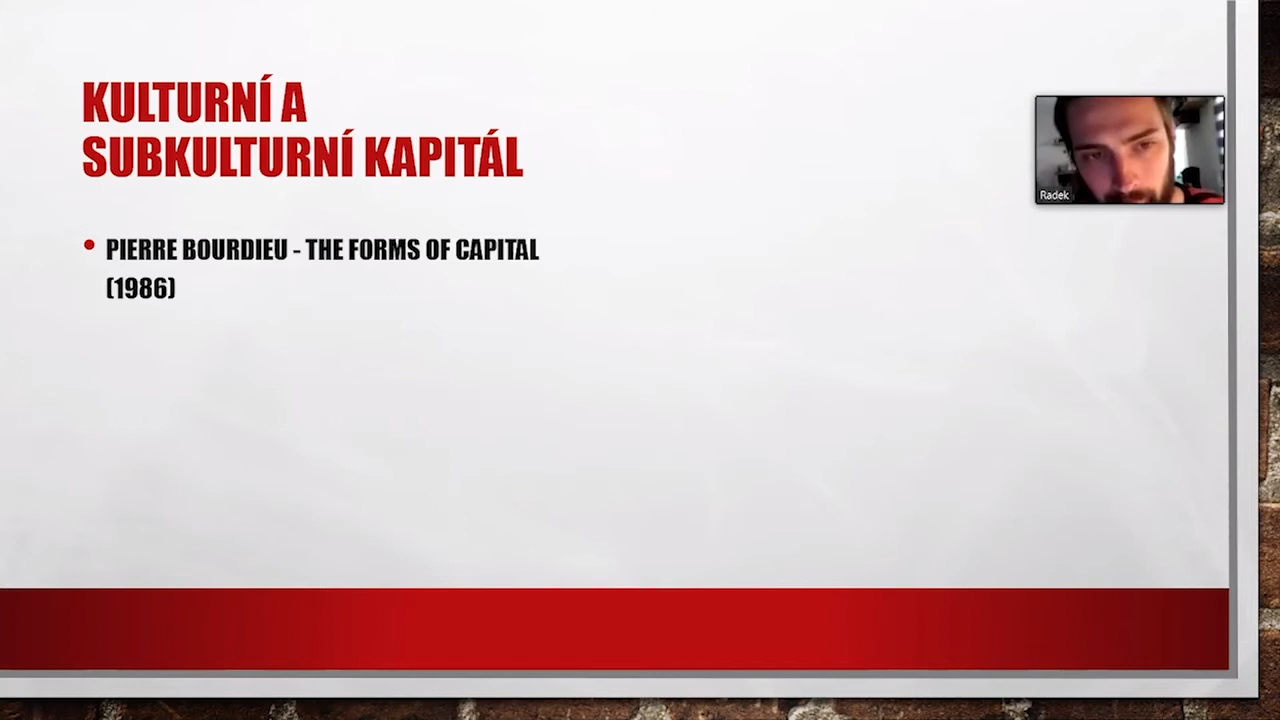 KULTURNÍ A
SUBKULTURNÍ KAPITÁL
• PIERRE BOURDIEU - THE FORMS OF CAPITAL
(1986)
Radek